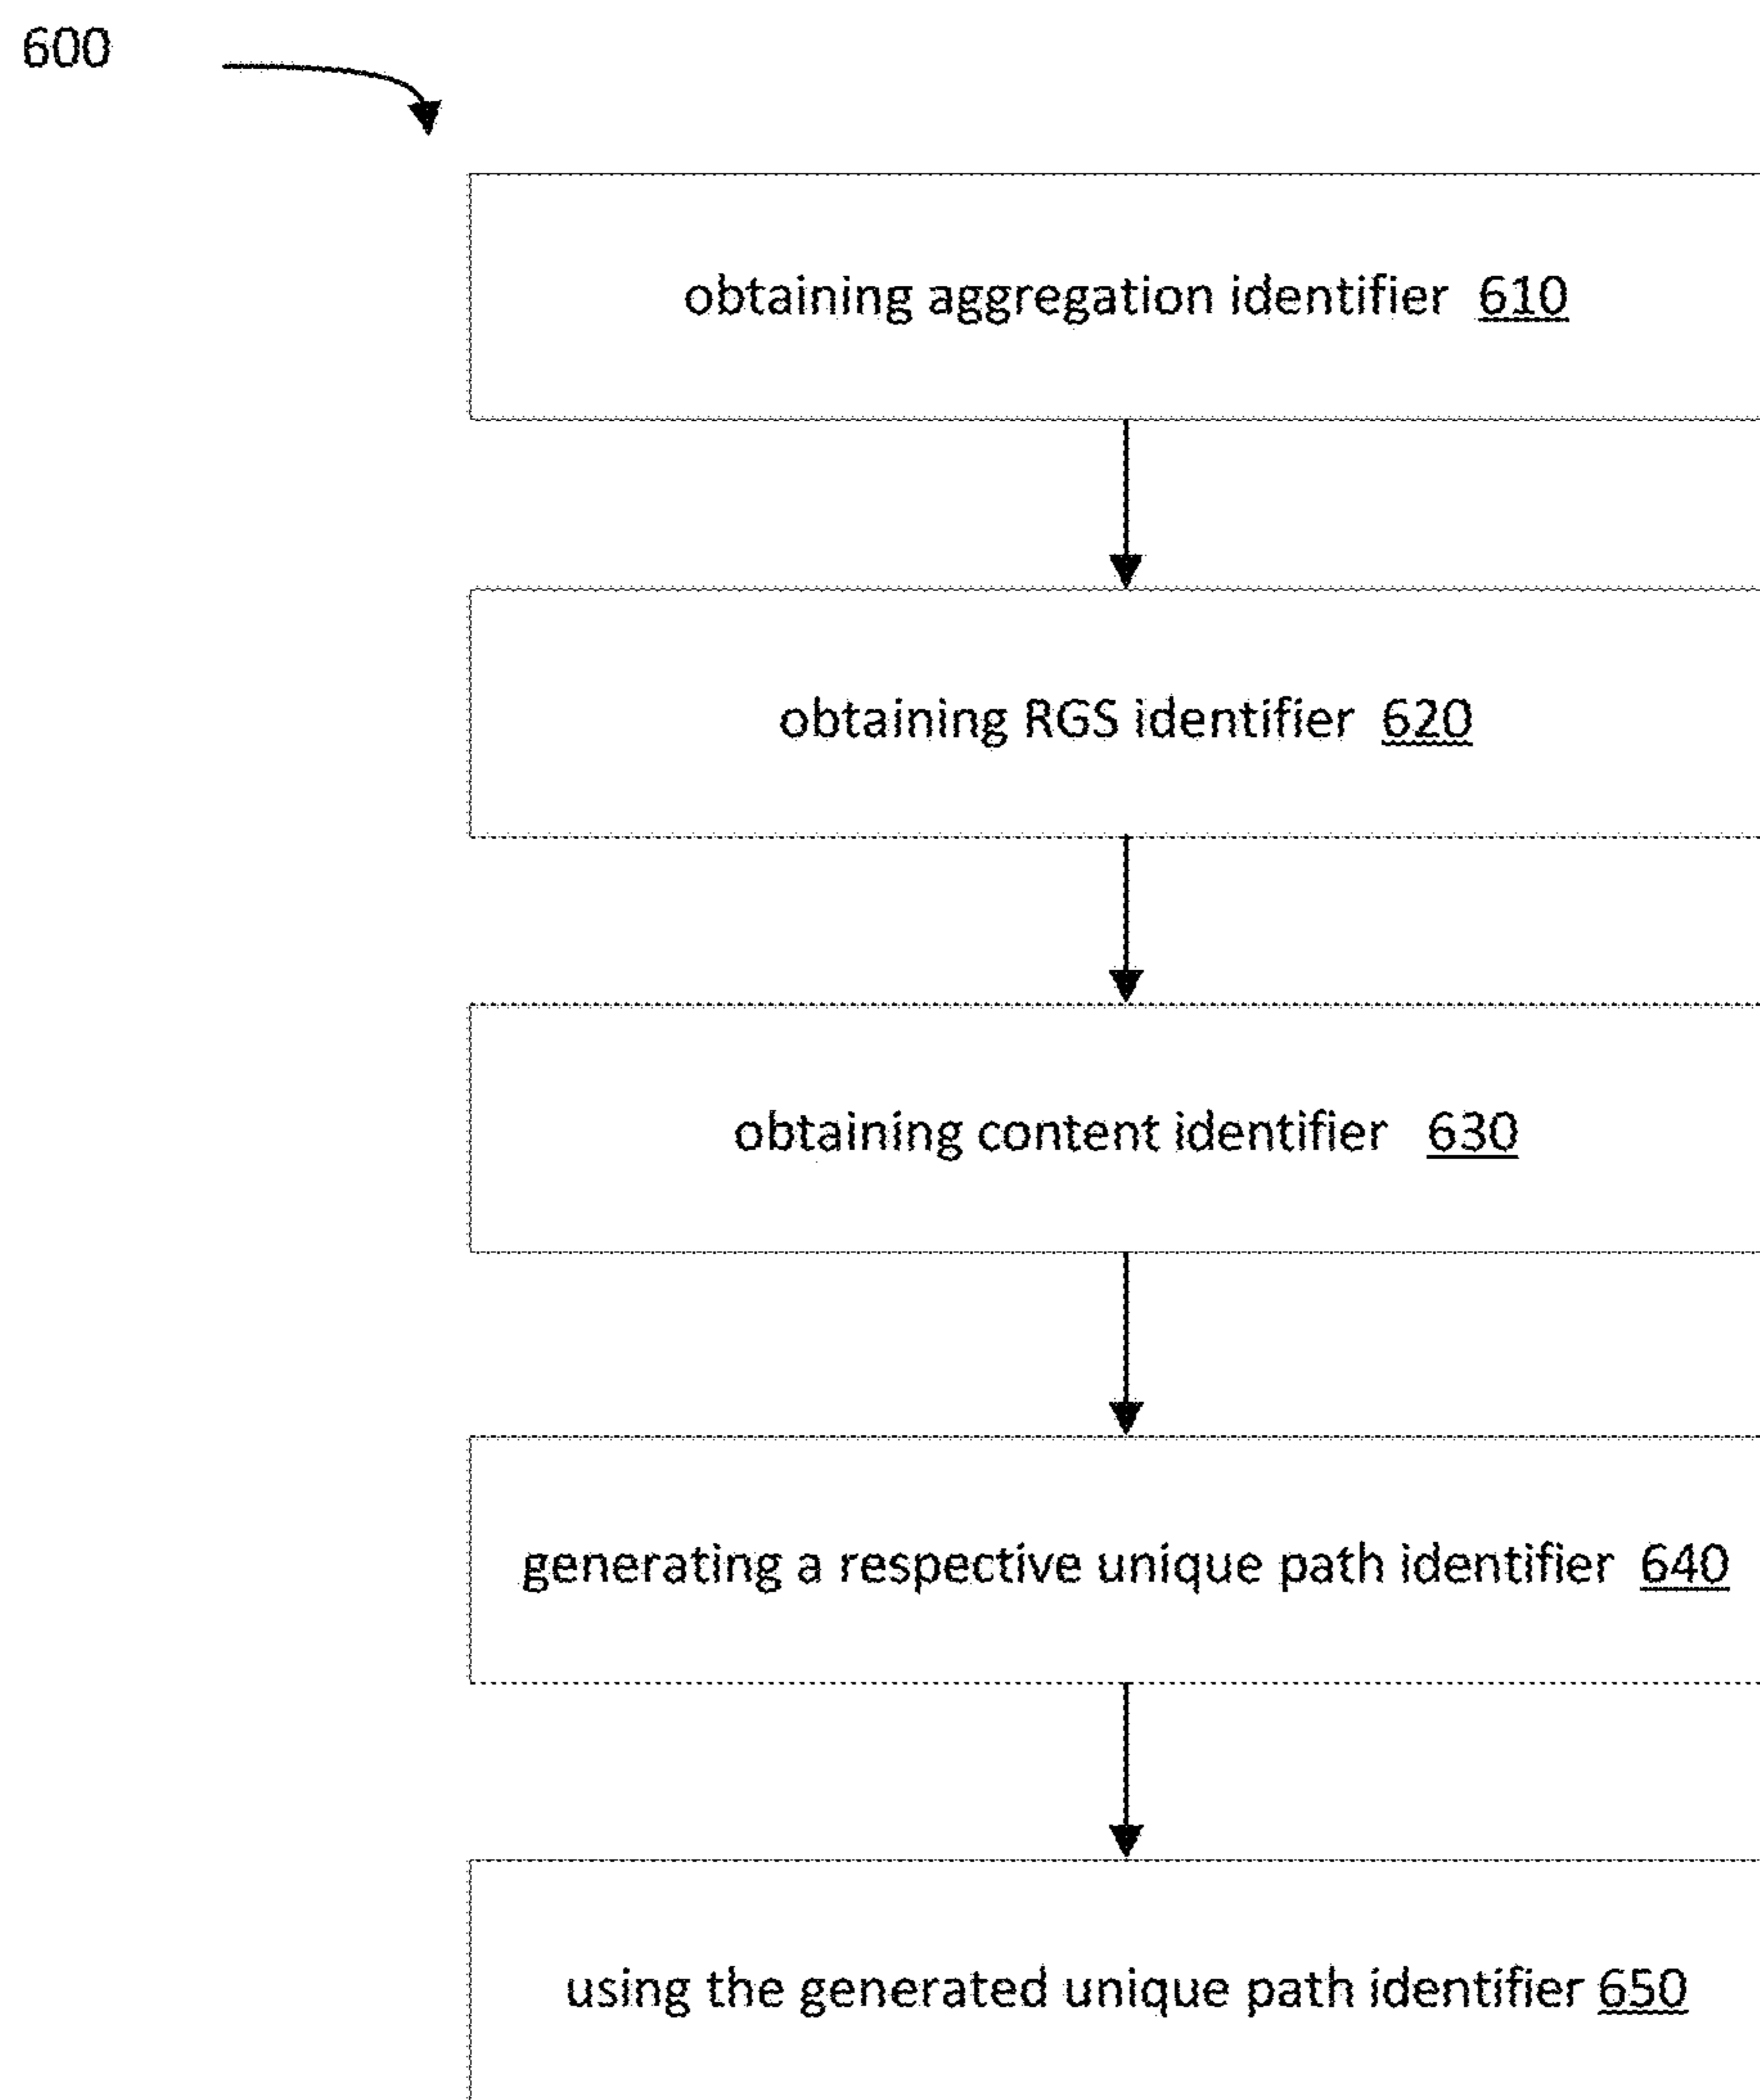 600
obtaining aggregation identifier 610
obtaining RGS identifier 620
obtaining content identifier 630
generating a respective unique path identifier 640
using the generated unique path identifier 650